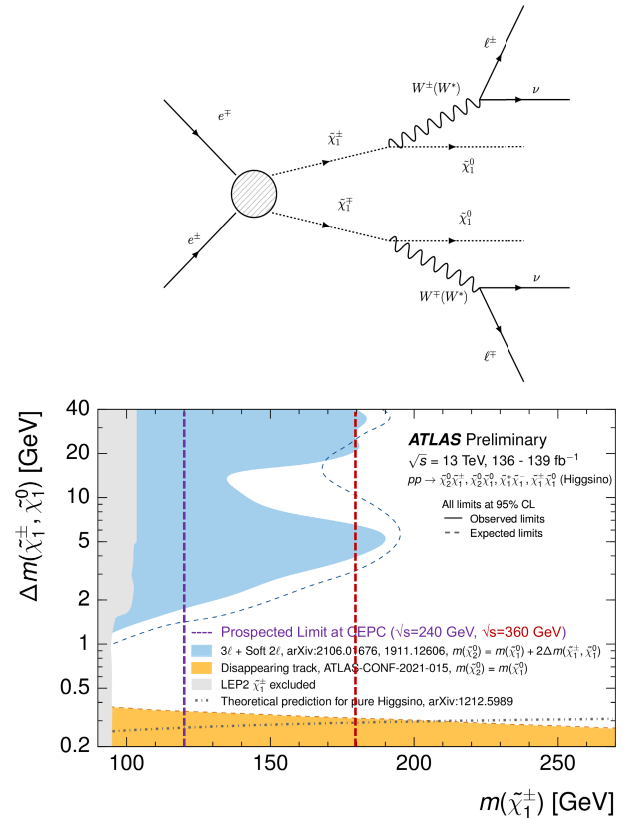 ℓ±
W±(W*)
ν
e∓
χ̃₁±
χ̃₁⁰
e±
χ̃₁∓
χ̃₁⁰
W∓(W*)
ν
ℓ∓
Δm(χ̃₁±, χ̃₁⁰) [GeV]
40
20
10
5
2
1
0.5
0.2
ATLAS Preliminary
√s = 13 TeV, 136 - 139 fb⁻¹
pp → χ̃₂⁰χ̃₁±, χ̃₂⁰χ̃₁⁰, χ̃₁⁺χ̃₁⁻, χ̃₁±χ̃₁⁰ (Higgsino)
All limits at 95% CL
Observed limits
Expected limits
Prospected Limit at CEPC (√s=240 GeV, √s=360 GeV)
3ℓ + Soft 2ℓ, arXiv:2106.01676, 1911.12606, m(χ̃₂⁰) = m(χ̃₁⁰) + 2Δm(χ̃₁±, χ̃₁⁰)
Disappearing track, ATLAS-CONF-2021-015, m(χ̃₂⁰) = m(χ̃₁⁰)
LEP2 χ̃₁± excluded
Theoretical prediction for pure Higgsino, arXiv:1212.5989
100 150 200 250
m(χ̃₁±) [GeV]